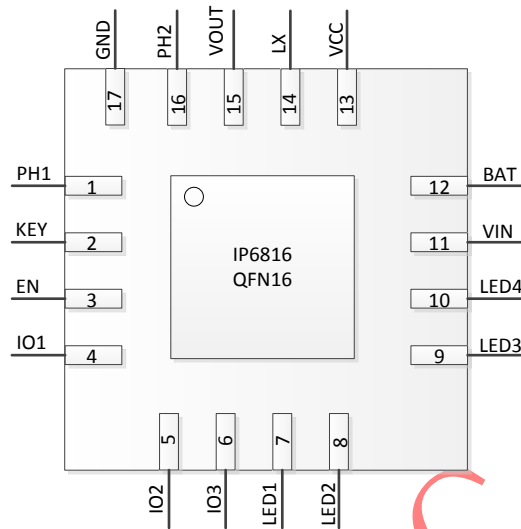 GND
PH2
VOUT
LX
VCC
17
16
15
14
13
PH1
1
12
BAT
KEY
2
11
VIN
IP6816
QFN16
EN
3
10
LED4
IO1
4
9
LED3
5
6
7
8
IO2
IO3
LED1
LED2